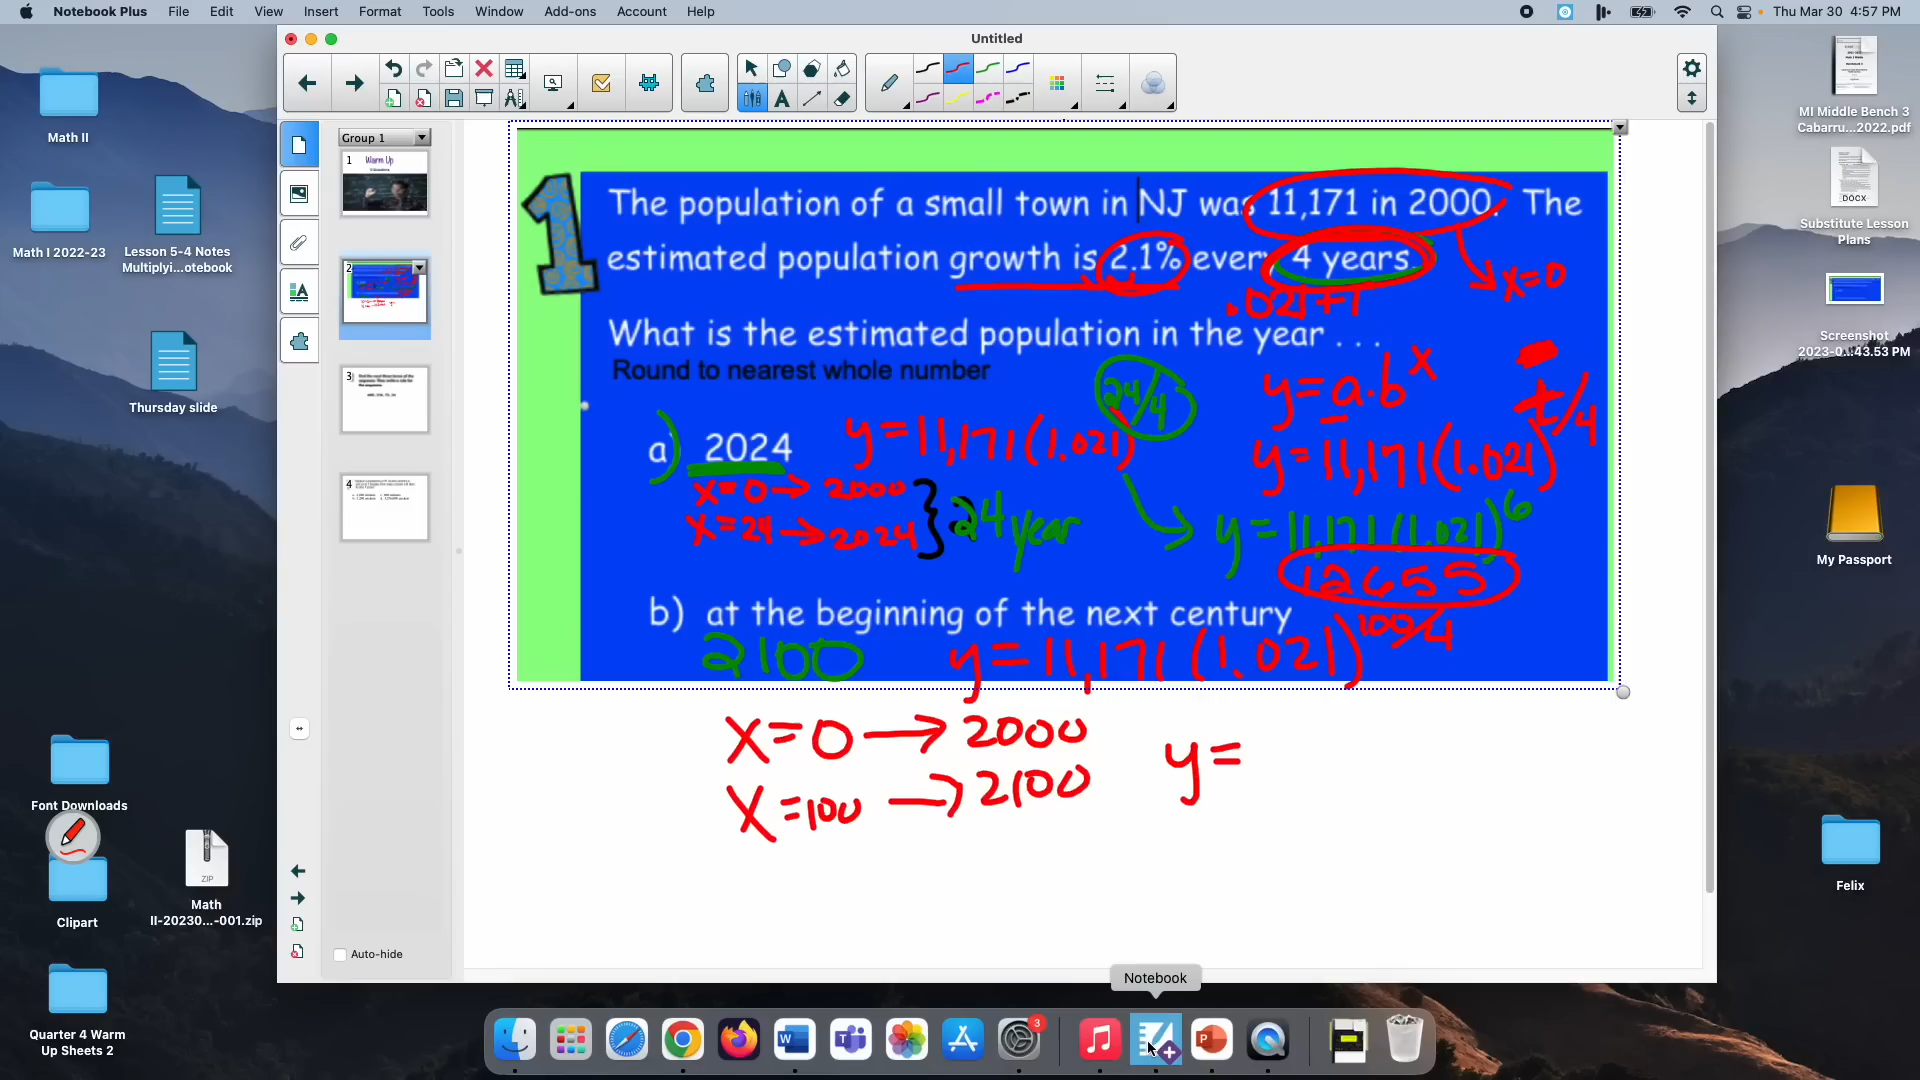 Notebook Plus File Edit View Insert Format Tools Window Add-ons Account Help Thu Mar 30 4:57 PM
Untitled
Group 1
1 Warm Up
2
3
4
Auto-hide
The population of a small town in NJ was 11,171 in 2000. The
estimated population growth is 2.1% every 4 years.
x=0
.021+1
What is the estimated population in the year . . .
Round to nearest whole number
24/4
y=a·b^x
t/4
a) 2024
y=11,171(1.021)
y=11,171(1.021)
x=0→2000
x=24→2024
24 year
y=11,171(1.021)^6
12655
b) at the beginning of the next century
2100
y=11,171(1.021)^100/4
x=0→2000
x=100→2100
y=
Math II
Math I 2022-23
Lesson 5-4 Notes
Multiplyi...otebook
Thursday slide
Font Downloads
Clipart
ZIP
Math
II-20230...-001.zip
Quarter 4 Warm
Up Sheets 2
MI Middle Bench 3
Cabarru...2022.pdf
DOCX
Substitute Lesson
Plans
Screenshot
2023-0...43.53 PM
My Passport
Felix
Notebook
3